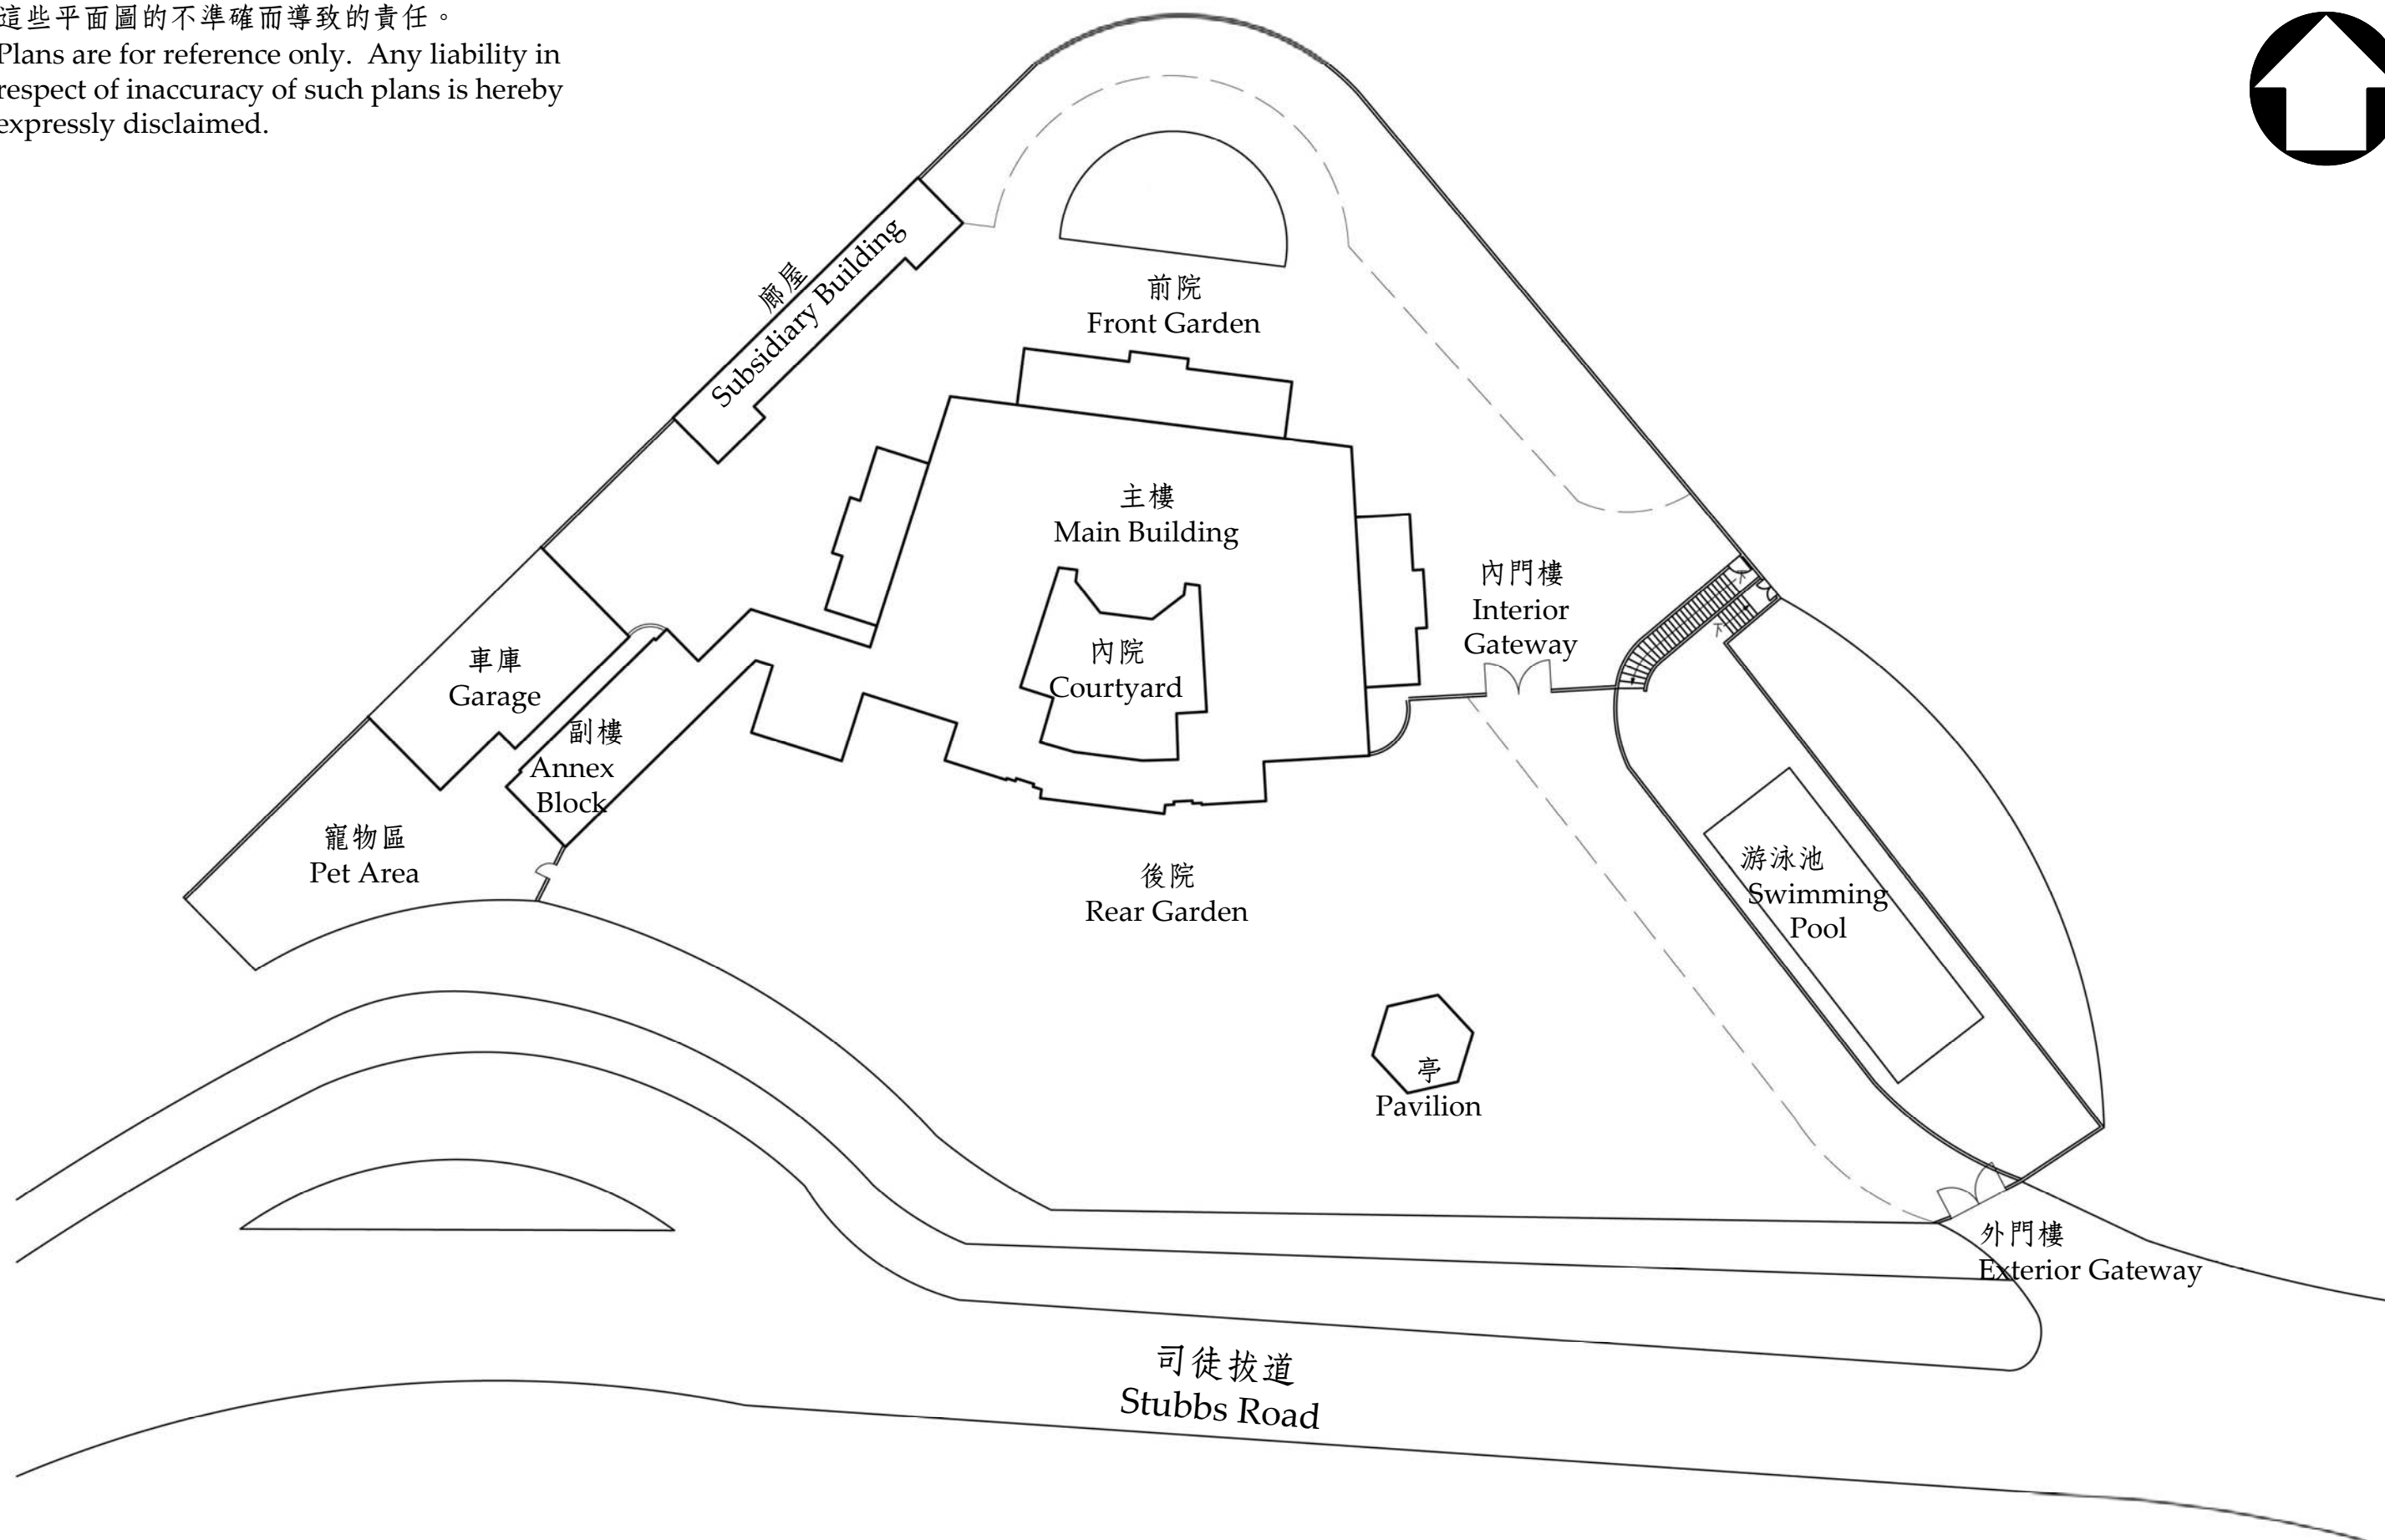 這些平面圖的不準確而導致的責任。
Plans are for reference only.  Any liability in
respect of inaccuracy of such plans is hereby
expressly disclaimed.
廊屋
Subsidiary Building
前院
Front Garden
主樓
Main Building
內院
Courtyard
內門樓
Interior
Gateway
車庫
Garage
副樓
Annex
Block
寵物區
Pet Area
後院
Rear Garden
游泳池
Swimming
Pool
亭
Pavilion
外門樓
Exterior Gateway
司徒拔道
Stubbs Road